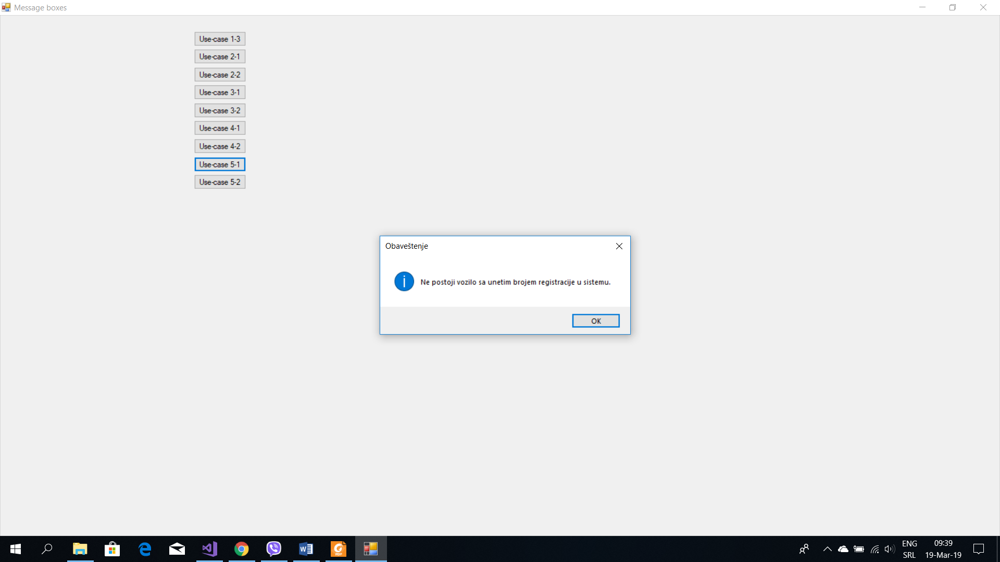 Message boxes
Use-case 1-3
Use-case 2-1
Use-case 2-2
Use-case 3-1
Use-case 3-2
Use-case 4-1
Use-case 4-2
Use-case 5-1
Use-case 5-2
Obaveštenje
Ne postoji vozilo sa unetim brojem registracije u sistemu.
OK
ENG
SRL
09:39
19-Mar-19